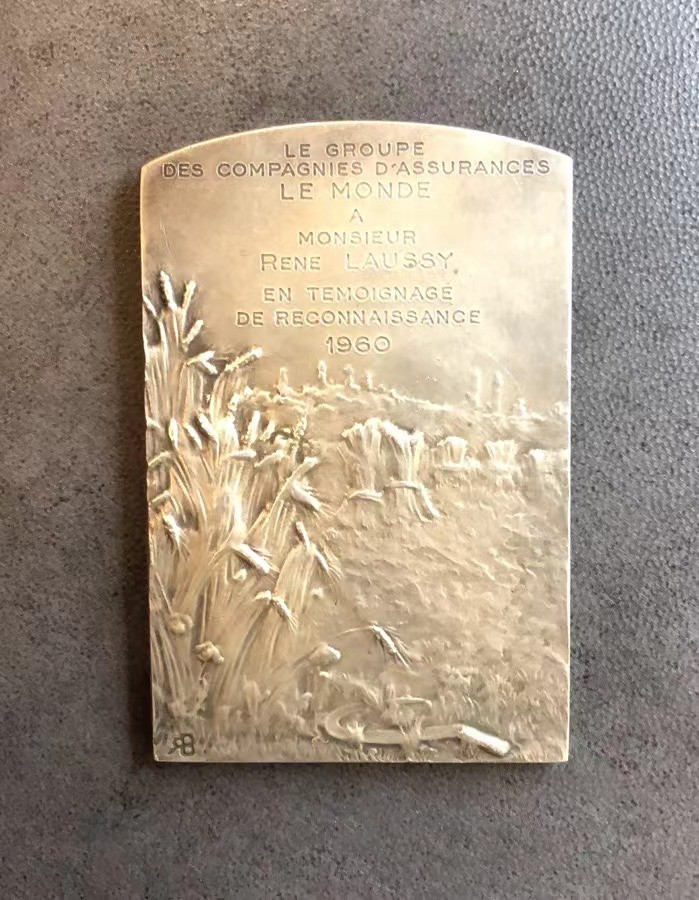 LE GROUPE
DES COMPAGNIES D'ASSURANCES
LE MONDE
A
MONSIEUR
RENE LAUSSY
EN TEMOIGNAGE
DE RECONNAISSANCE
1960
RB